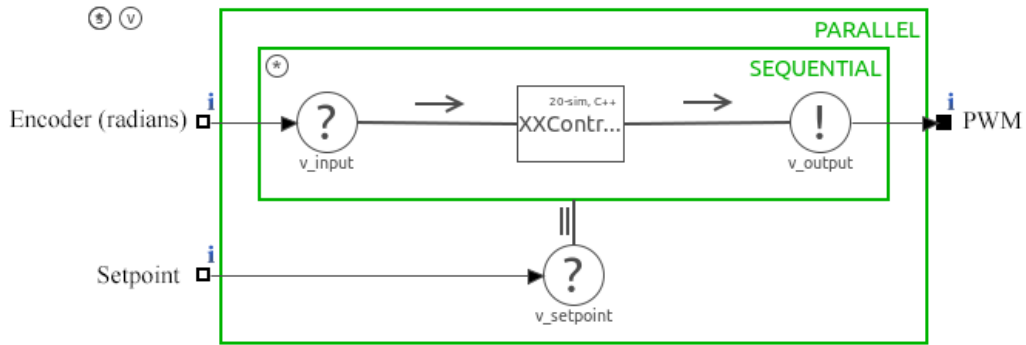 $ v
PARALLEL
*
SEQUENTIAL
i
Encoder (radians)
?
v_input
20-sim, C++
XXContr...
!
v_output
i
PWM
||
i
Setpoint
?
v_setpoint